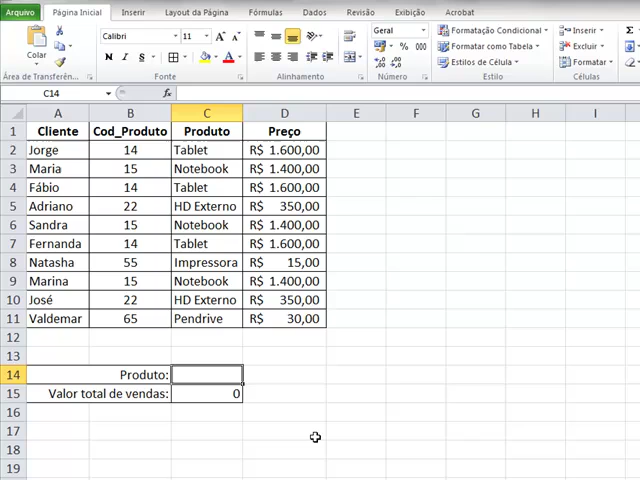 Arquivo Página Inicial Inserir Layout da Página Fórmulas Dados Revisão Exibição Acrobat
Colar Calibri 11 A A Geral Formatação Condicional Inserir Σ
N I S A % 000 Formatar como Tabela Excluir
Estilos de Célula Formatar
Área de Transferên... Fonte Alinhamento Número Estilo Células
C14 fx
A B C D E F G H I
1 Cliente Cod_Produto Produto Preço
2 Jorge 14 Tablet R$ 1.600,00
3 Maria 15 Notebook R$ 1.400,00
4 Fábio 14 Tablet R$ 1.600,00
5 Adriano 22 HD Externo R$ 350,00
6 Sandra 15 Notebook R$ 1.400,00
7 Fernanda 14 Tablet R$ 1.600,00
8 Natasha 55 Impressora R$ 15,00
9 Marina 15 Notebook R$ 1.400,00
10 José 22 HD Externo R$ 350,00
11 Valdemar 65 Pendrive R$ 30,00
12
13
14 Produto:
15 Valor total de vendas: 0
16
17
18
19